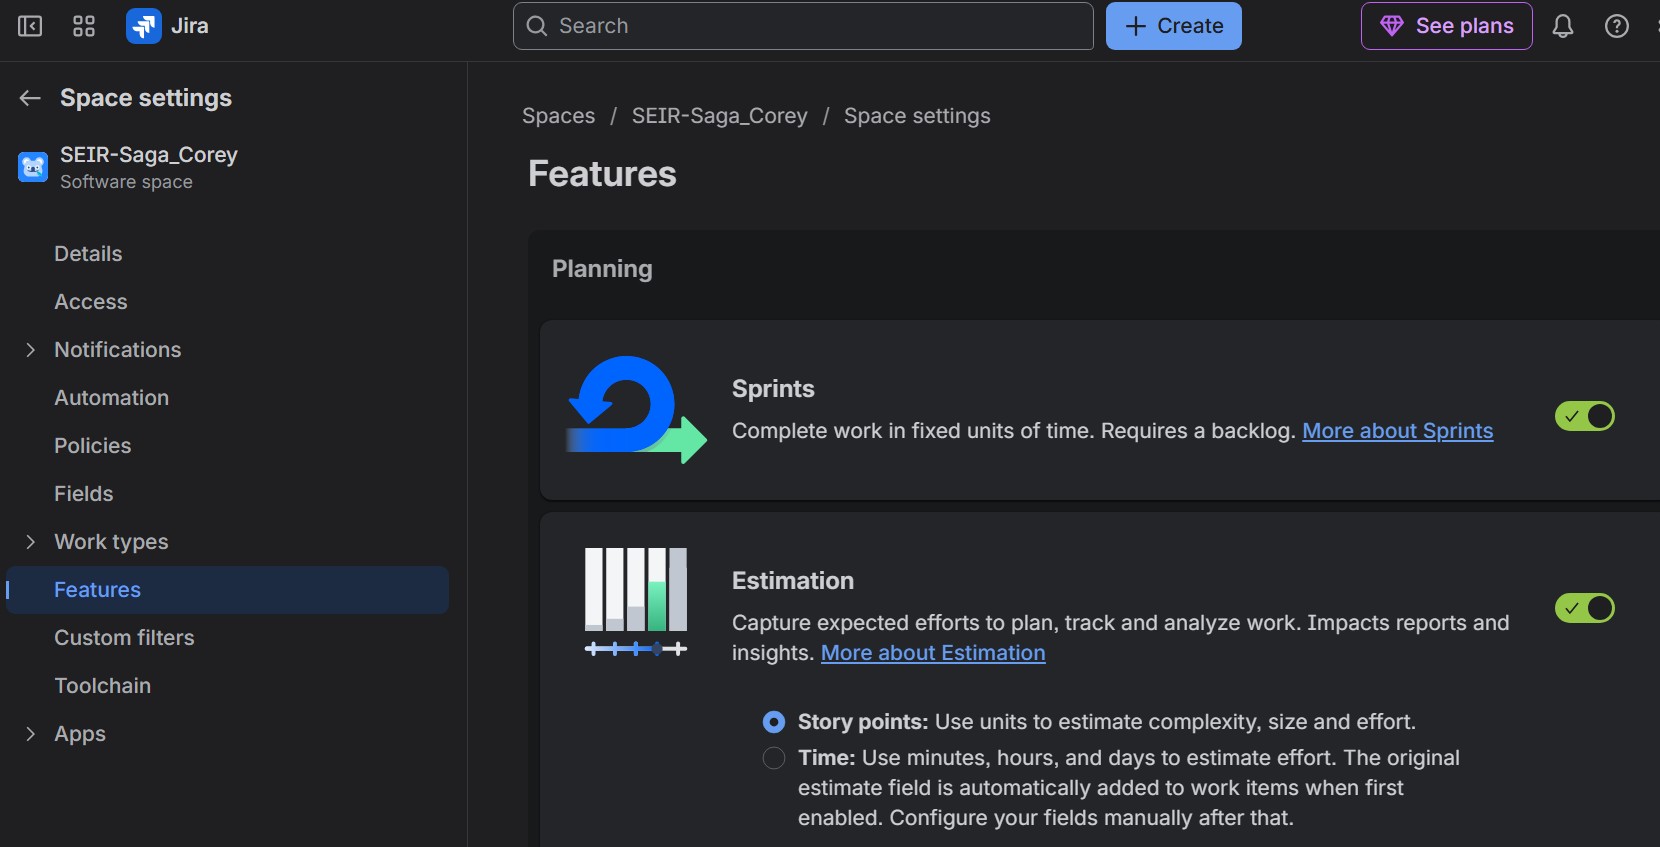 Jira
Search
Create
See plans
Space settings
SEIR-Saga_Corey
Software space
Details
Access
Notifications
Automation
Policies
Fields
Work types
Features
Custom filters
Toolchain
Apps
Spaces / SEIR-Saga_Corey / Space settings
Features
Planning
Sprints
Complete work in fixed units of time. Requires a backlog. More about Sprints
Estimation
Capture expected efforts to plan, track and analyze work. Impacts reports and
insights. More about Estimation
Story points: Use units to estimate complexity, size and effort.
Time: Use minutes, hours, and days to estimate effort. The original
estimate field is automatically added to work items when first
enabled. Configure your fields manually after that.